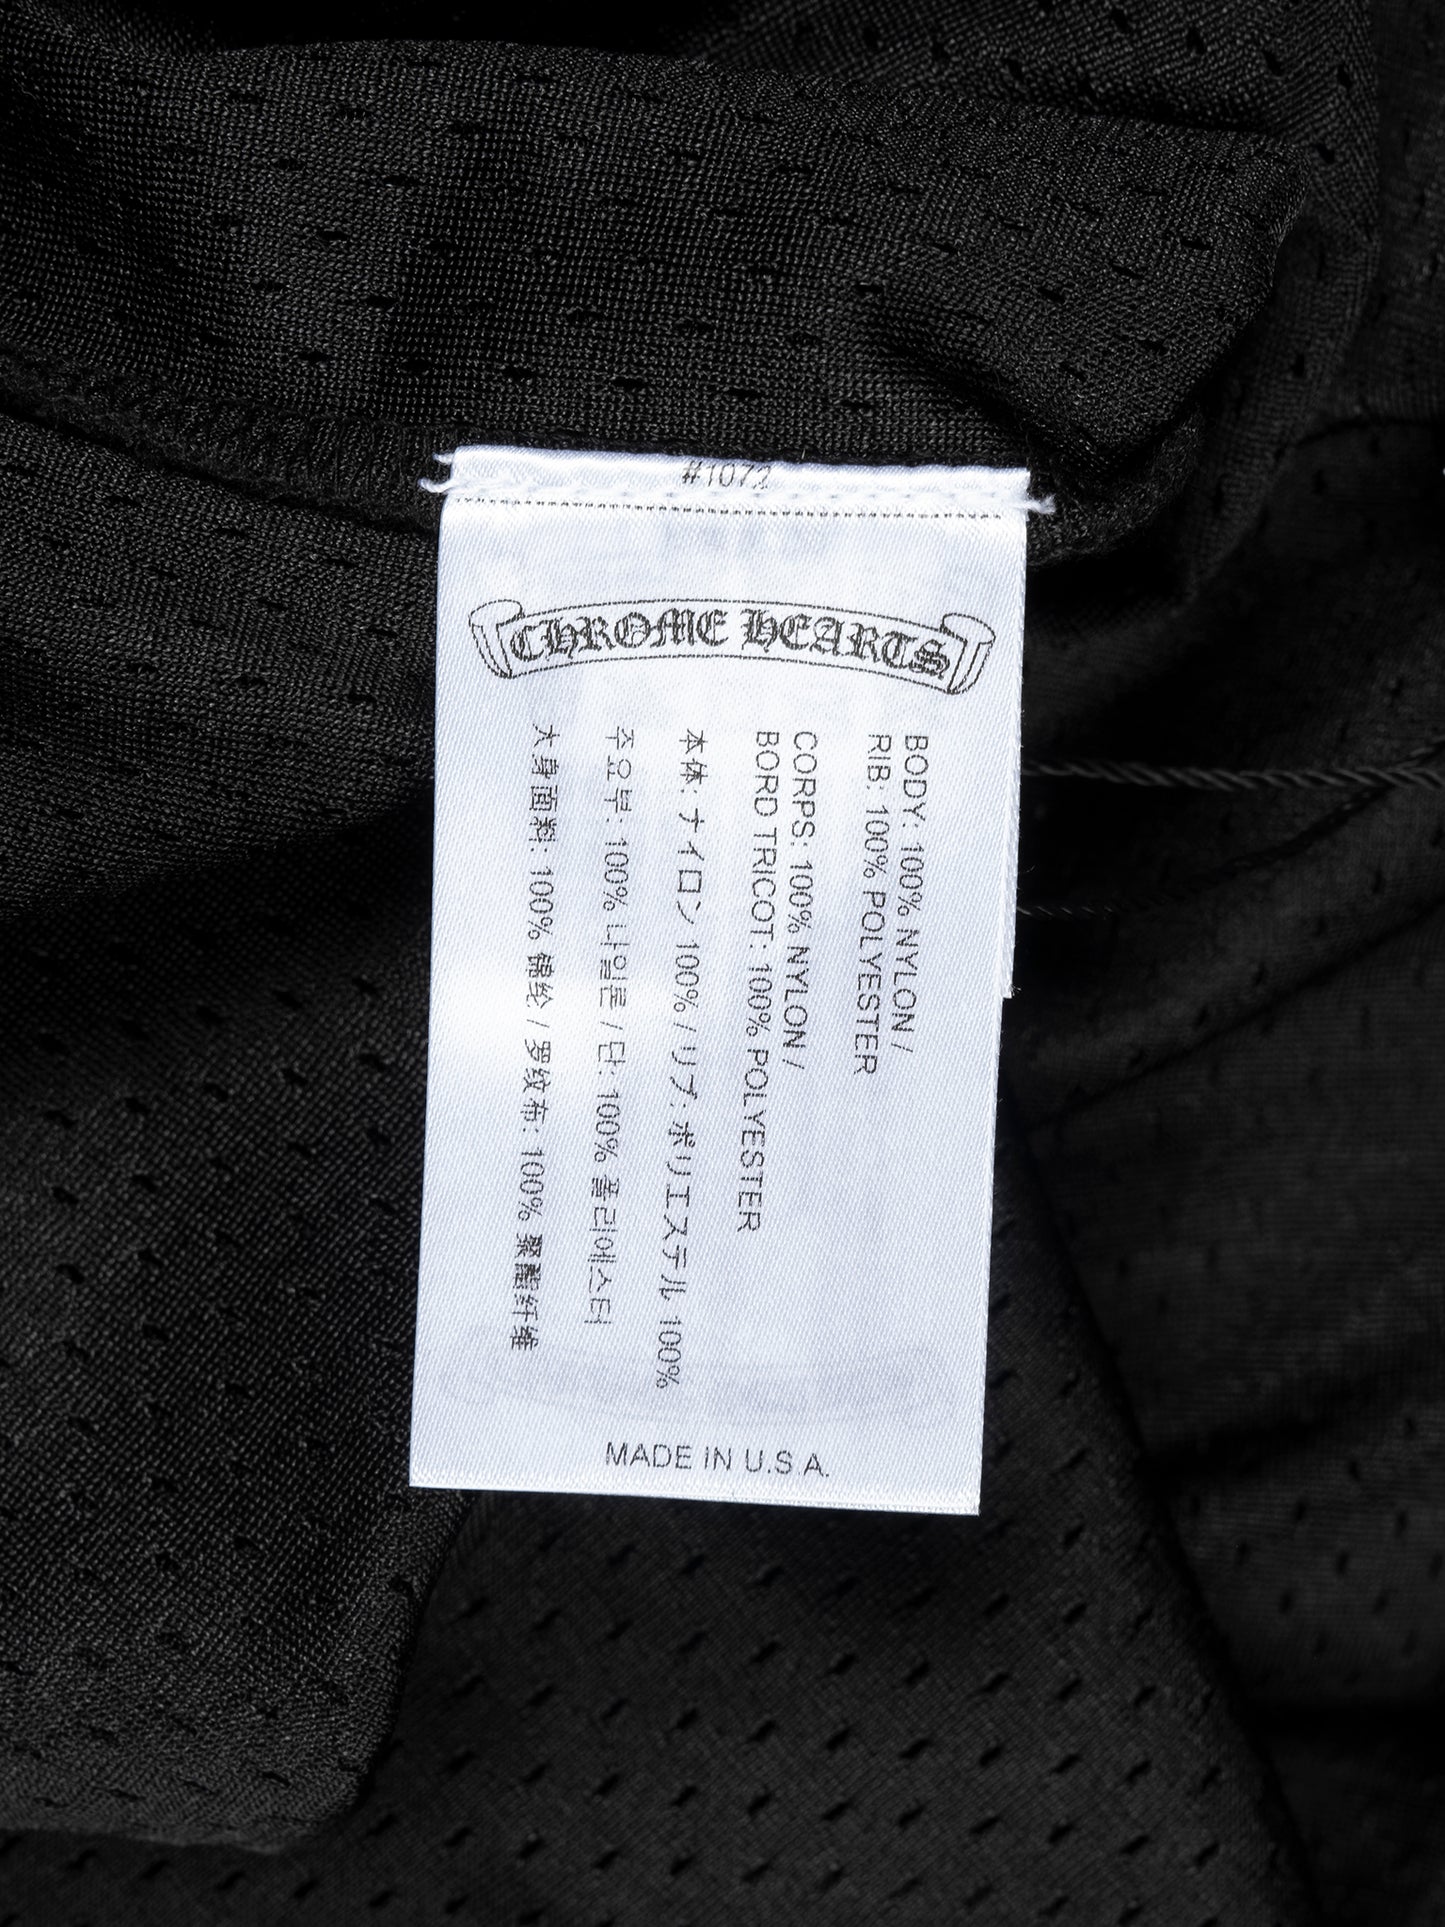 #1072
CHROME HEARTS
BODY: 100% NYLON /
RIB: 100% POLYESTER
CORPS: 100% NYLON /
BORD TRICOT: 100% POLYESTER
本体: ナイロン 100% / リブ: ポリエステル 100%
주요부: 100% 나일론 / 단: 100% 폴리에스터
大身面料: 100% 锦纶 / 罗纹布: 100% 聚酯纤维
MADE IN U.S.A.